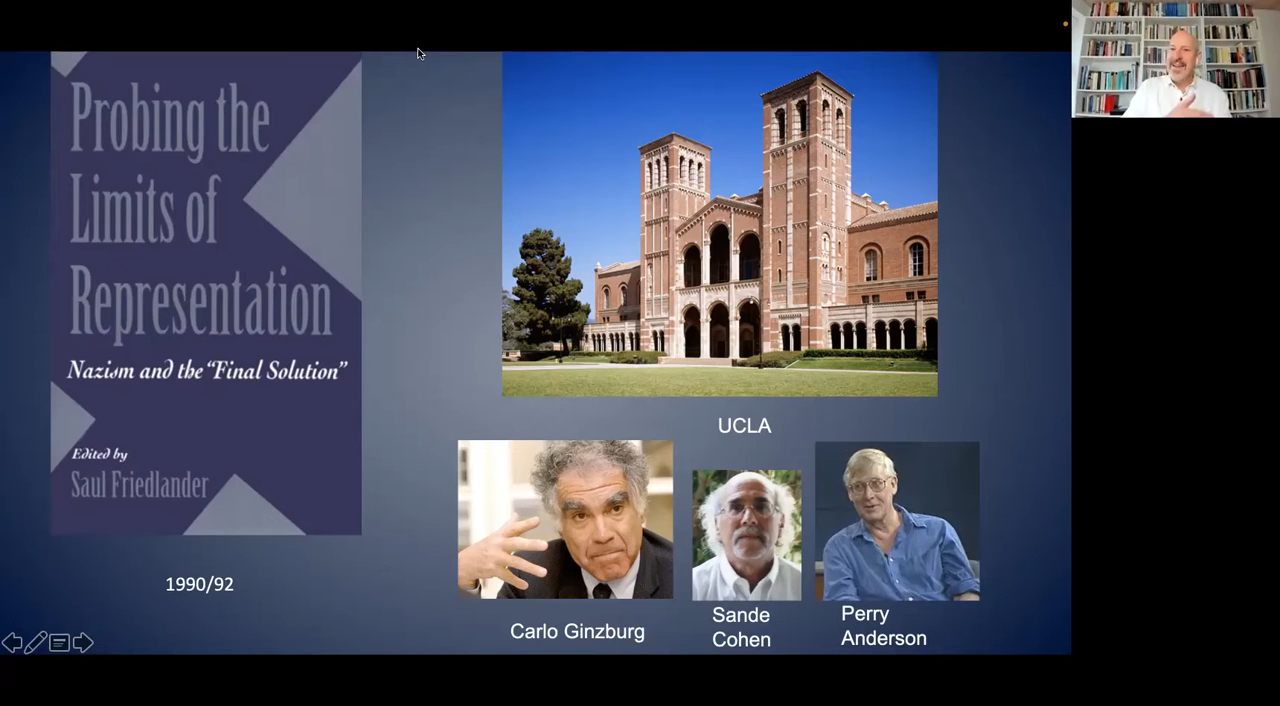 Probing the
Limits of
Representation
Nazism and the "Final Solution"
Edited by
Saul Friedlander
1990/92
UCLA
Carlo Ginzburg
Sande
Cohen
Perry
Anderson